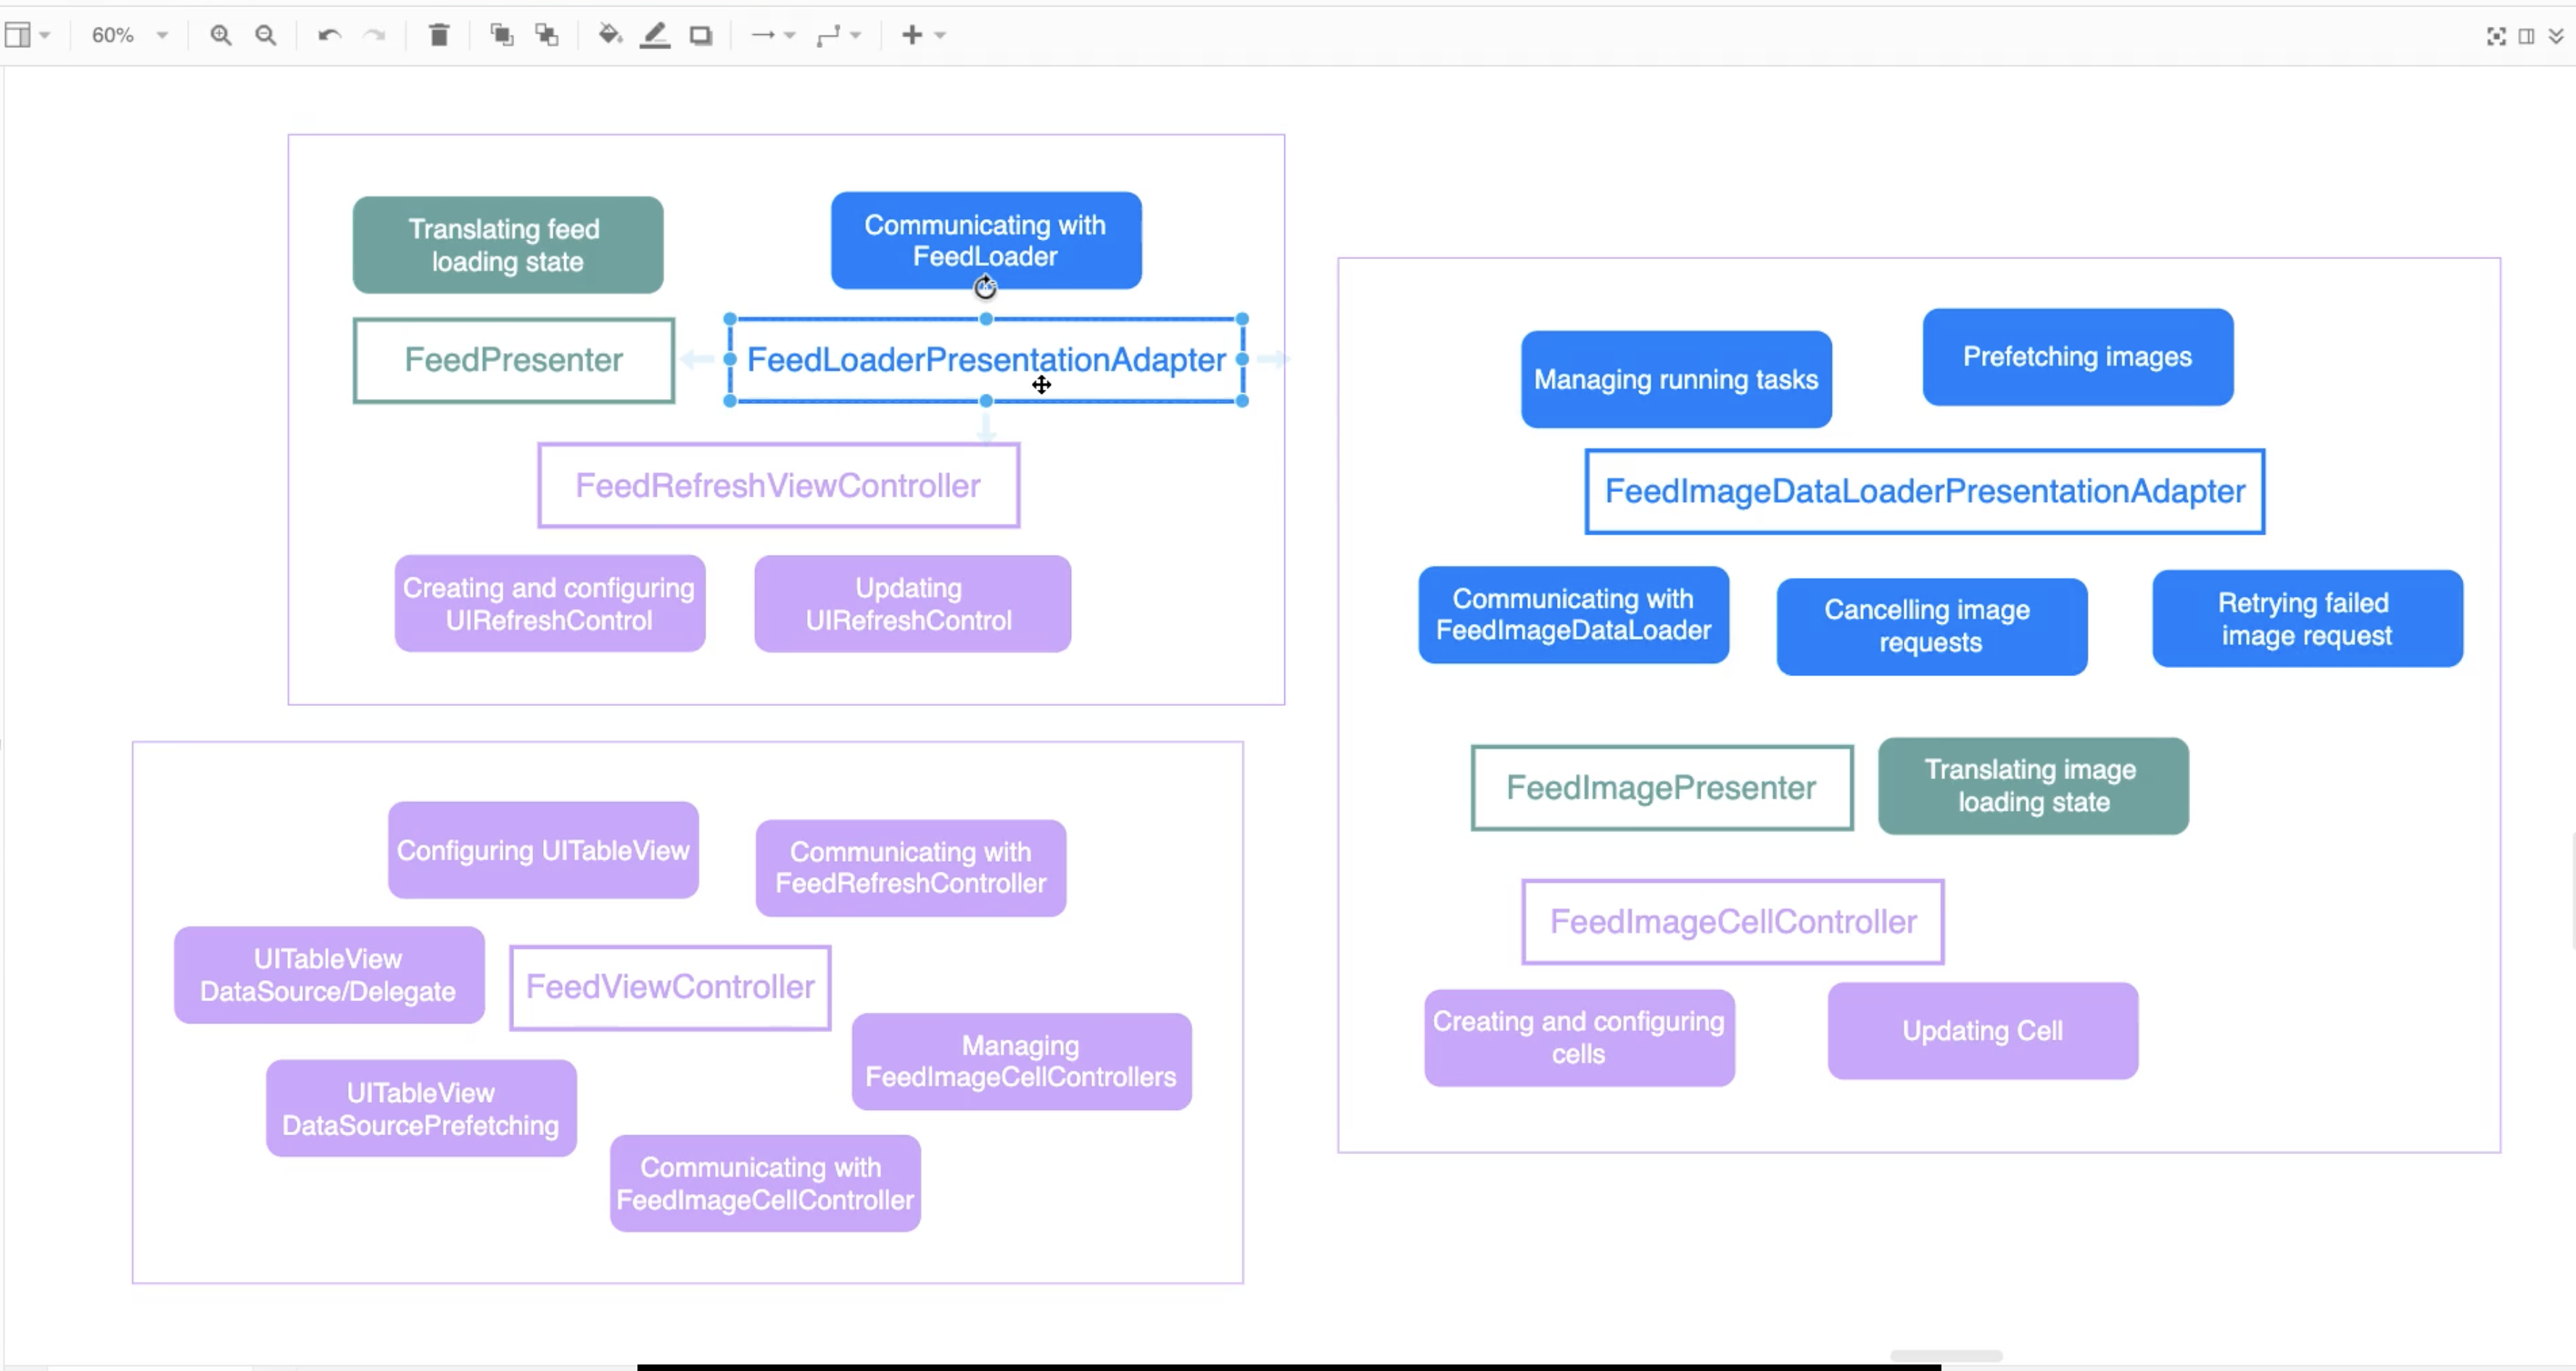 60%
Translating feed
loading state
Communicating with
FeedLoader
FeedPresenter
FeedLoaderPresentationAdapter
FeedRefreshViewController
Creating and configuring
UIRefreshControl
Updating
UIRefreshControl
Configuring UITableView
Communicating with
FeedRefreshController
UITableView
DataSource/Delegate
FeedViewController
Managing
FeedImageCellControllers
UITableView
DataSourcePrefetching
Communicating with
FeedImageCellController
Managing running tasks
Prefetching images
FeedImageDataLoaderPresentationAdapter
Communicating with
FeedImageDataLoader
Cancelling image
requests
Retrying failed
image request
FeedImagePresenter
Translating image
loading state
FeedImageCellController
Creating and configuring
cells
Updating Cell